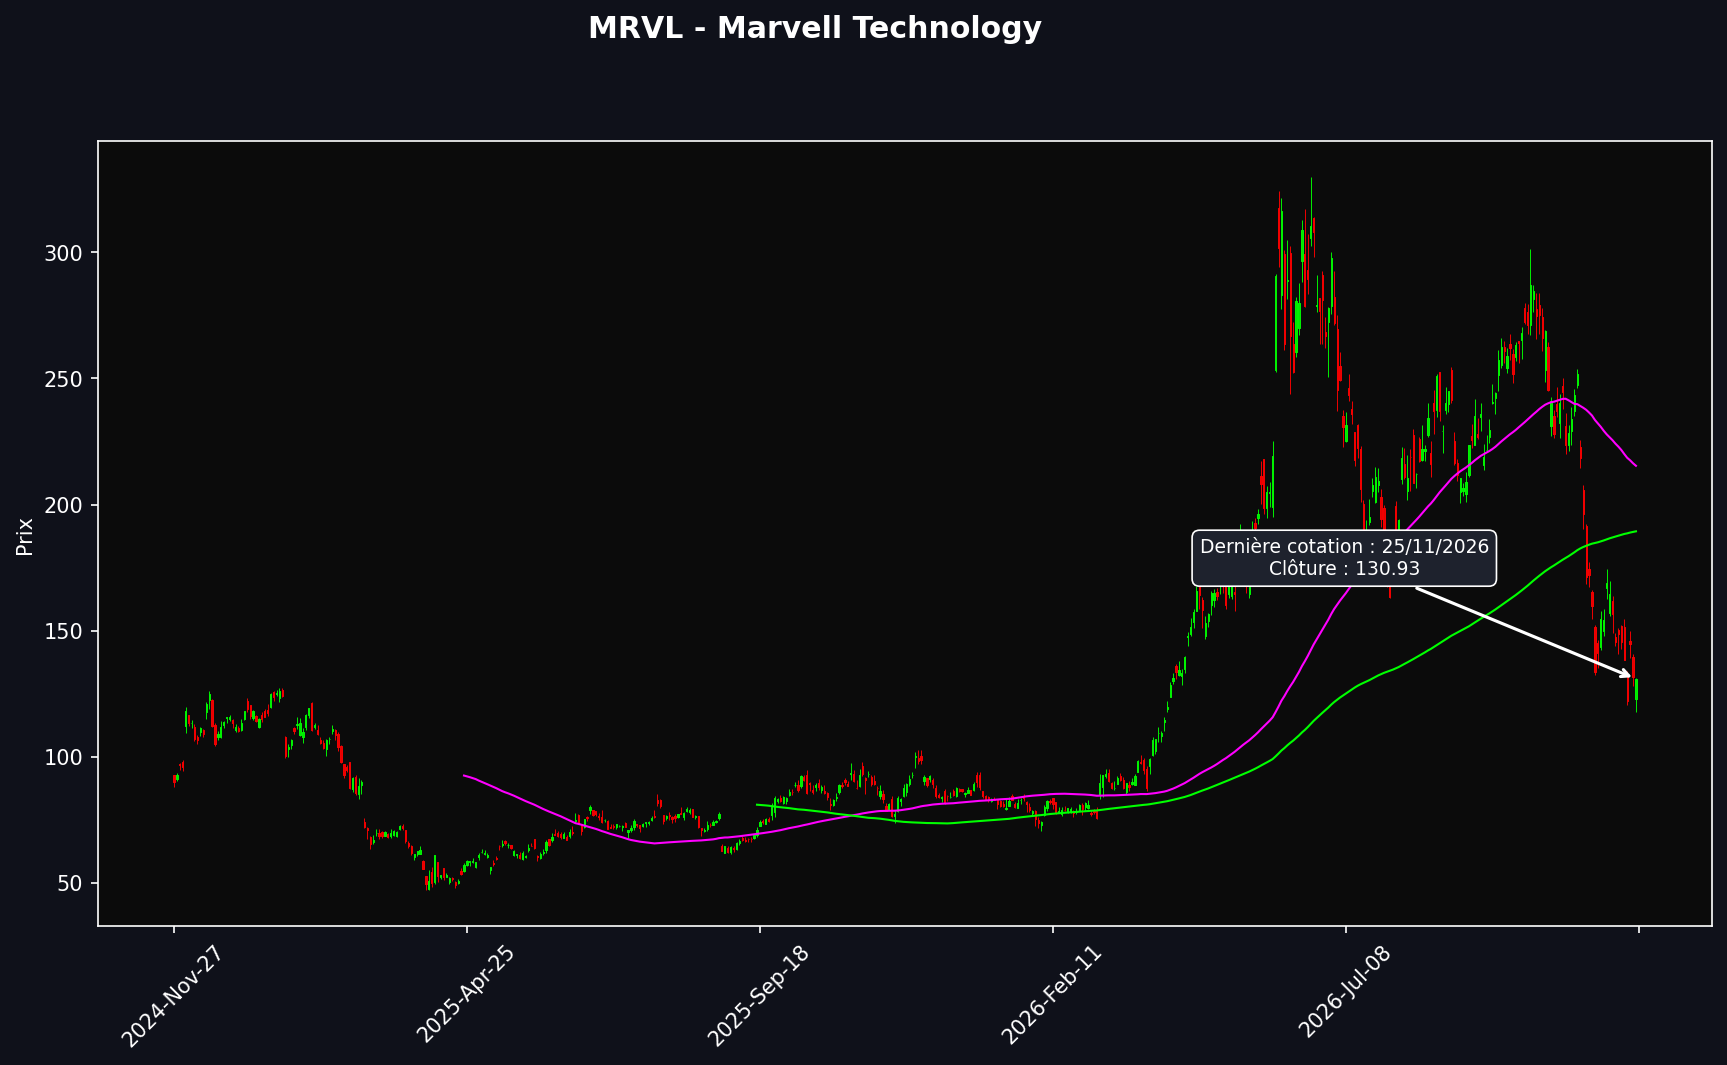 MRVL - Marvell Technology
Prix
300
250
200
150
100
50
Dernière cotation : 25/11/2026
Clôture : 130.93
2024-Nov-27
2025-Apr-25
2025-Sep-18
2026-Feb-11
2026-Jul-08